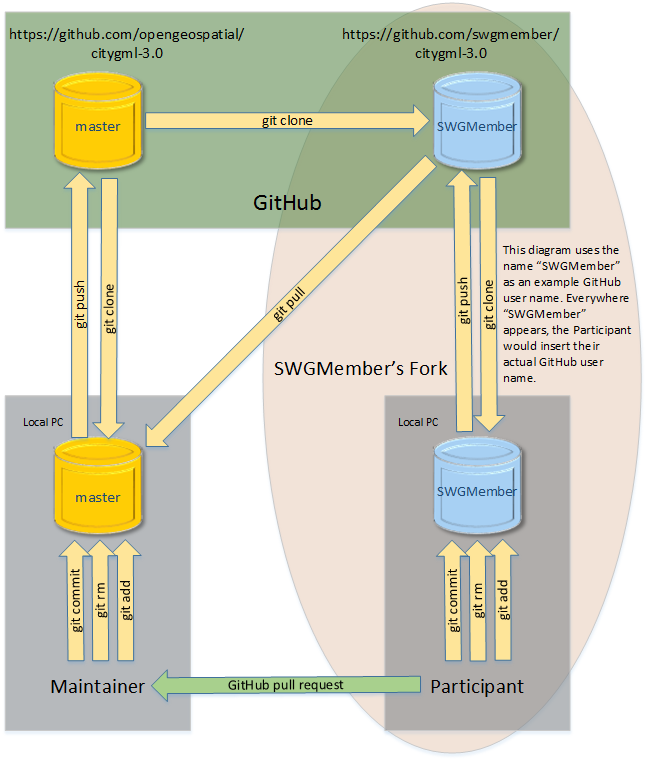 https://github.com/opengeospatial/
citygml-3.0
https://github.com/swgmember/
citygml-3.0
master
git clone
SWGMember
GitHub
git push
git clone
git pull
git push
git clone
This diagram uses the
name “SWGMember”
as an example GitHub
user name. Everywhere
“SWGMember”
appears, the Participant
would insert their
actual GitHub user
name.
SWGMember’s Fork
Local PC
Local PC
master
SWGMember
git commit
git rm
git add
git commit
git rm
git add
Maintainer
GitHub pull request
Participant